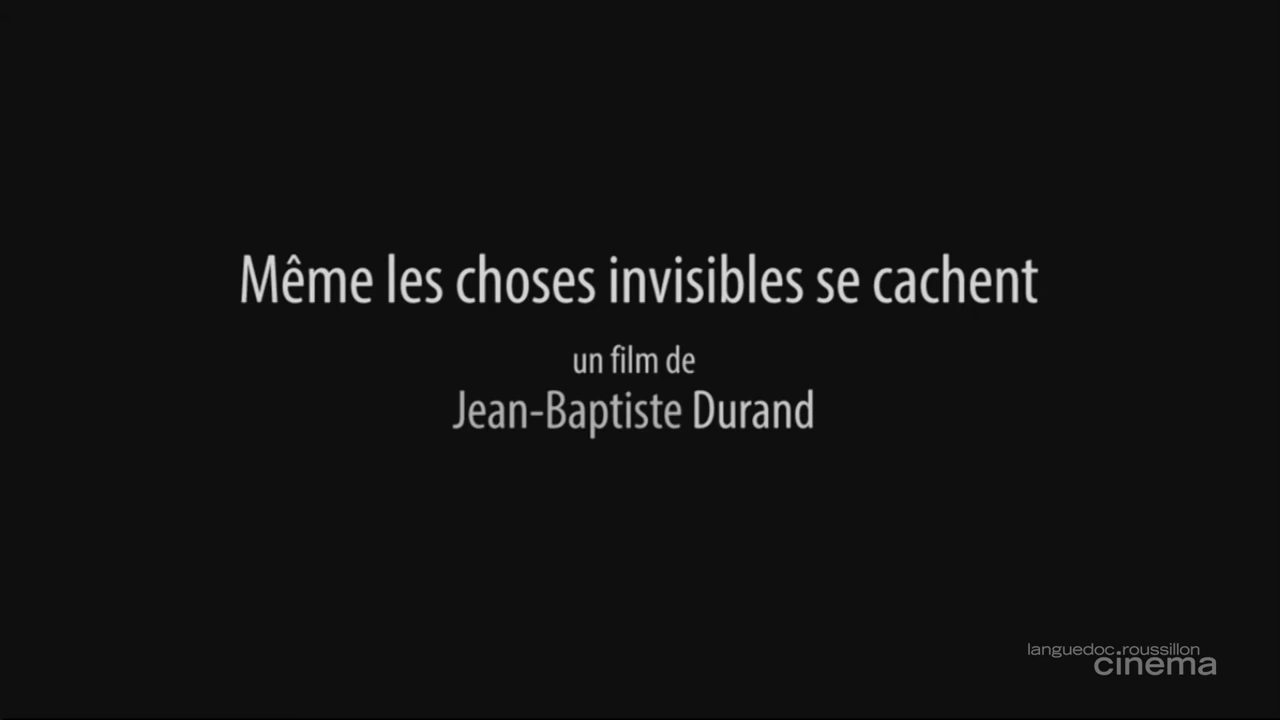 Même les choses invisibles se cachent
un film de
Jean-Baptiste Durand
languedoc.roussillon
cinema